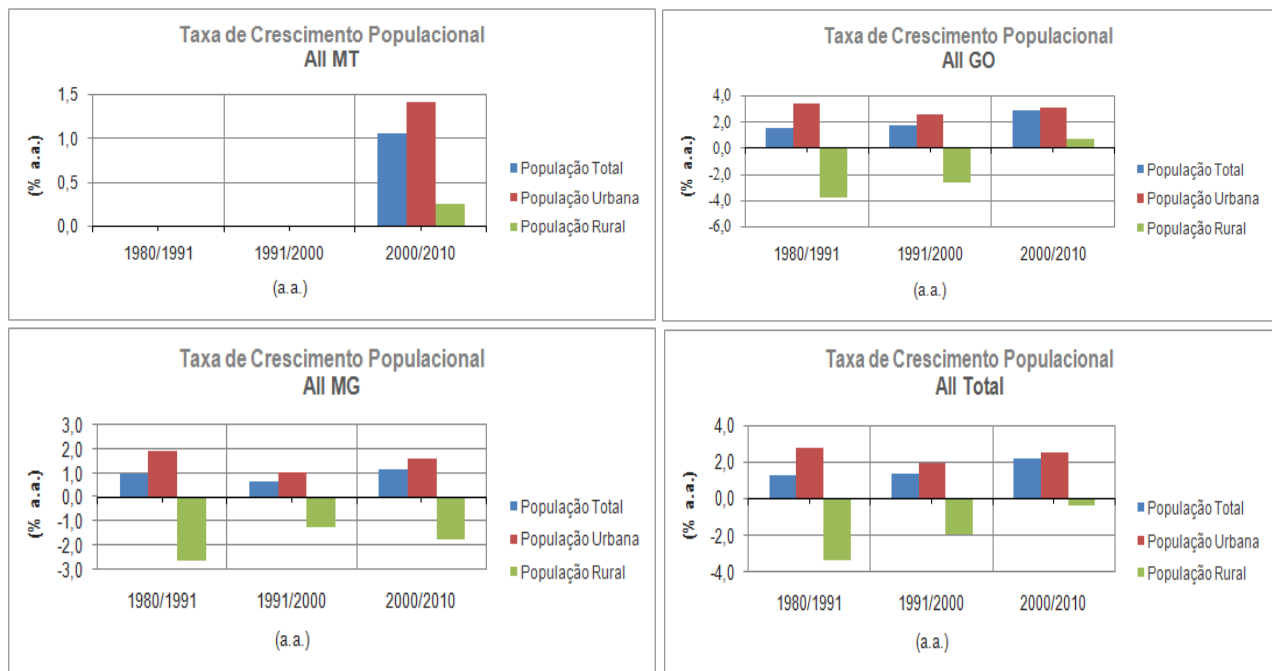 Taxa de Crescimento Populacional
AII MT
(% a.a.)
1,5
1,0
0,5
0,0
1980/1991
1991/2000
2000/2010
(a.a.)
População Total
População Urbana
População Rural
Taxa de Crescimento Populacional
AII GO
(% a.a.)
4,0
2,0
0,0
-2,0
-4,0
-6,0
1980/1991
1991/2000
2000/2010
(a.a.)
População Total
População Urbana
População Rural
Taxa de Crescimento Populacional
AII MG
(% a.a.)
3,0
2,0
1,0
0,0
-1,0
-2,0
-3,0
1980/1991
1991/2000
2000/2010
(a.a.)
População Total
População Urbana
População Rural
Taxa de Crescimento Populacional
AII Total
(% a.a.)
4,0
2,0
0,0
-2,0
-4,0
1980/1991
1991/2000
2000/2010
(a.a.)
População Total
População Urbana
População Rural